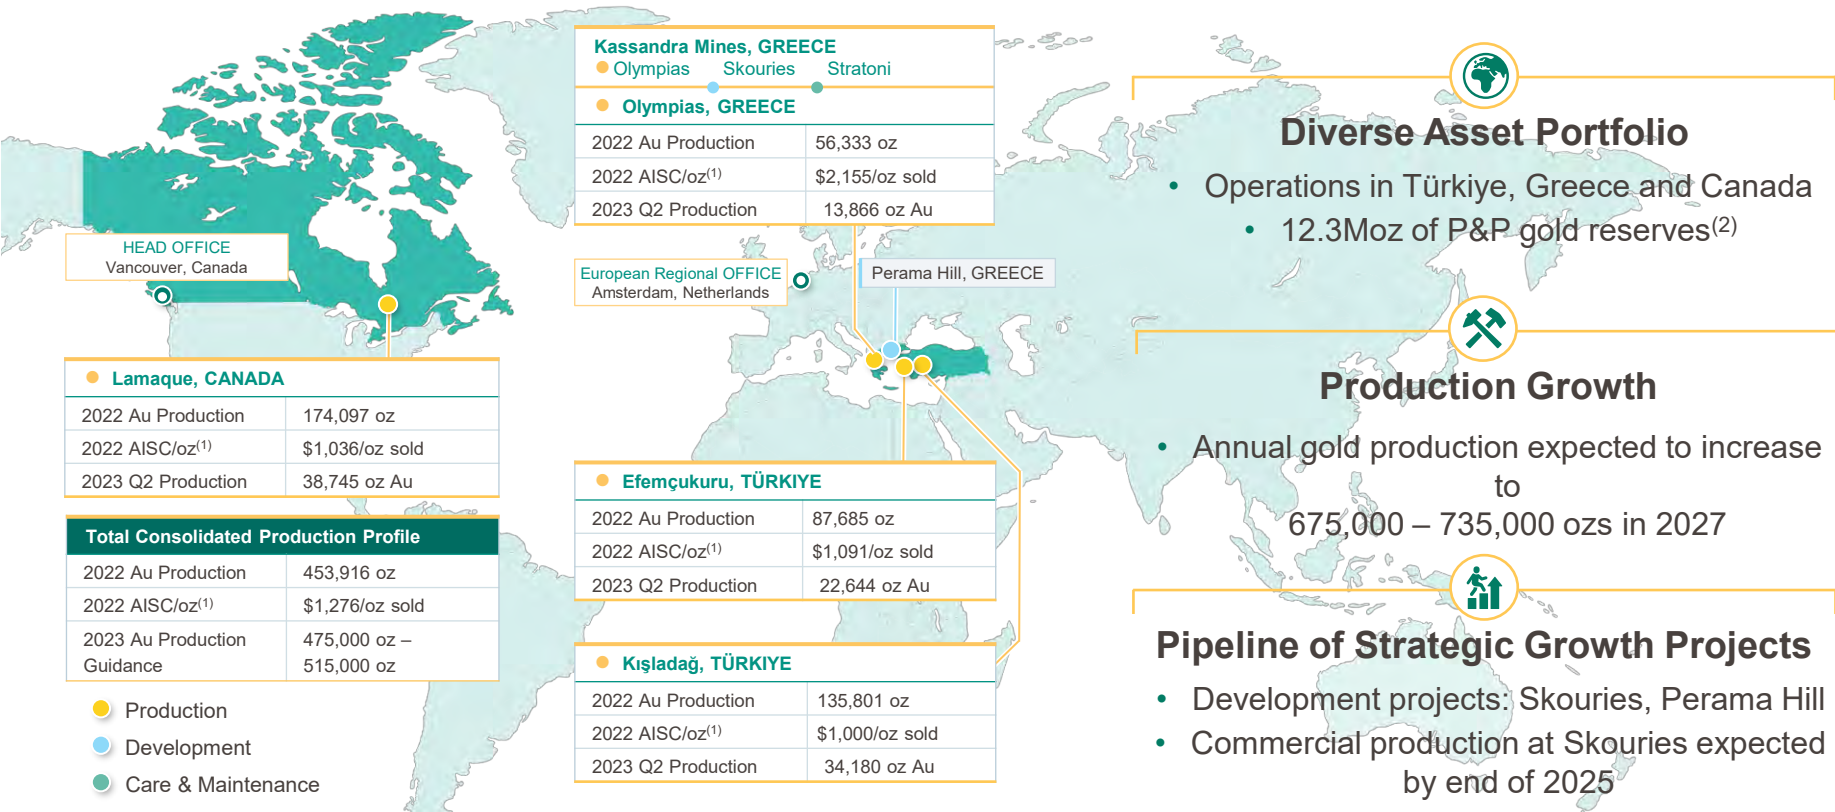 Kassandra Mines, GREECE
Olympias Skouries Stratoni
Olympias, GREECE
2022 Au Production 56,333 oz
2022 AISC/oz(1) $2,155/oz sold
2023 Q2 Production 13,866 oz Au
HEAD OFFICE
Vancouver, Canada
European Regional OFFICE
Amsterdam, Netherlands
Perama Hill, GREECE
Lamaque, CANADA
2022 Au Production 174,097 oz
2022 AISC/oz(1) $1,036/oz sold
2023 Q2 Production 38,745 oz Au
Total Consolidated Production Profile
2022 Au Production 453,916 oz
2022 AISC/oz(1) $1,276/oz sold
2023 Au Production 475,000 oz –
Guidance 515,000 oz
Production
Development
Care & Maintenance
Efemçukuru, TÜRKIYE
2022 Au Production 87,685 oz
2022 AISC/oz(1) $1,091/oz sold
2023 Q2 Production 22,644 oz Au
Kışladağ, TÜRKIYE
2022 Au Production 135,801 oz
2022 AISC/oz(1) $1,000/oz sold
2023 Q2 Production 34,180 oz Au
Diverse Asset Portfolio
• Operations in Türkiye, Greece and Canada
• 12.3Moz of P&P gold reserves(2)
Production Growth
• Annual gold production expected to increase
to
675,000 – 735,000 ozs in 2027
Pipeline of Strategic Growth Projects
• Development projects: Skouries, Perama Hill
• Commercial production at Skouries expected
by end of 2025